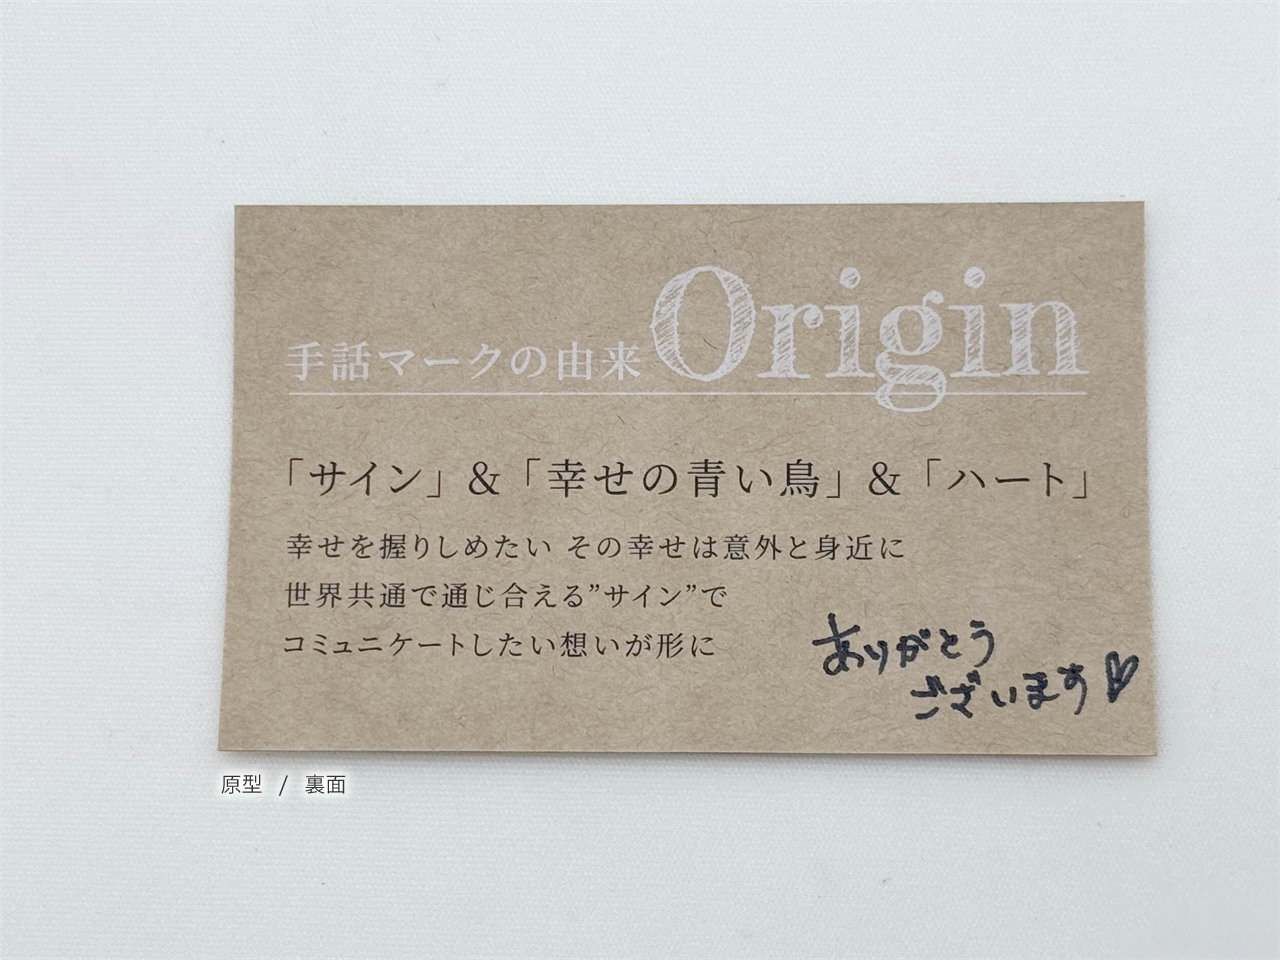 手話マークの由来 Origin
「サイン」&「幸せの青い鳥」&「ハート」
幸せを握りしめたい その幸せは意外と身近に
世界共通で通じ合える”サイン”で
コミュニケートしたい想いが形に
ありがとう
ございます♡
原型 / 裏面